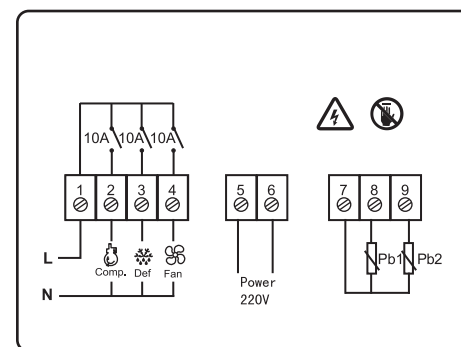 10A 10A 10A
1 2 3 4
5 6
7 8 9
L
Comp. Def Fan
Pb1 Pb2
N
Power
220V